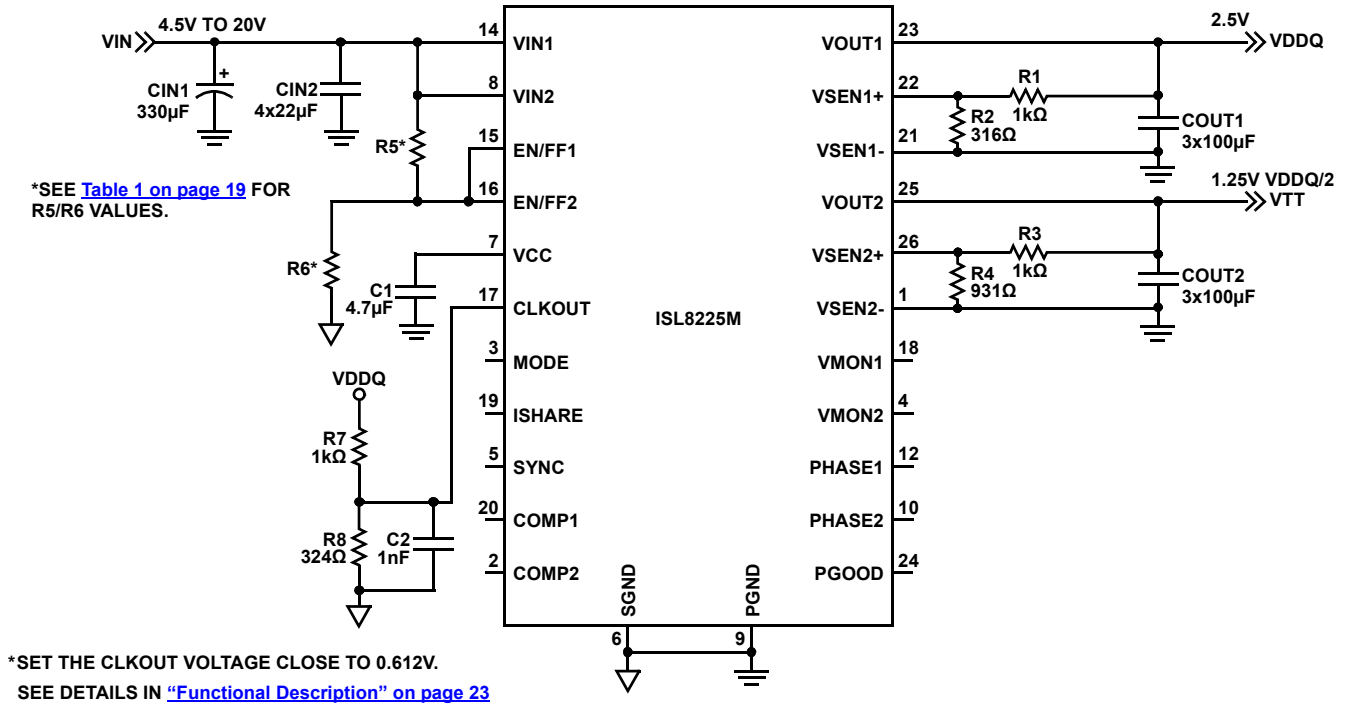 4.5V TO 20V
VIN
CIN1
+
330µF
CIN2
4x22µF
R5*
*SEE Table 1 on page 19 FOR
R5/R6 VALUES.
R6*
C1
4.7µF
VDDQ
R7
1kΩ
R8
324Ω
C2
1nF
14 VIN1
8 VIN2
15 EN/FF1
16 EN/FF2
7 VCC
17 CLKOUT
3 MODE
19 ISHARE
5 SYNC
20 COMP1
2 COMP2
ISL8225M
SGND
6
PGND
9
VOUT1 23
VSEN1+ 22
VSEN1- 21
VOUT2 25
VSEN2+ 26
VSEN2- 1
VMON1 18
VMON2 4
PHASE1 12
PHASE2 10
PGOOD 24
2.5V
VDDQ
R1
1kΩ
R2
316Ω
COUT1
3x100µF
1.25V VDDQ/2
VTT
R3
1kΩ
R4
931Ω
COUT2
3x100µF
*SET THE CLKOUT VOLTAGE CLOSE TO 0.612V.
SEE DETAILS IN “Functional Description” on page 23